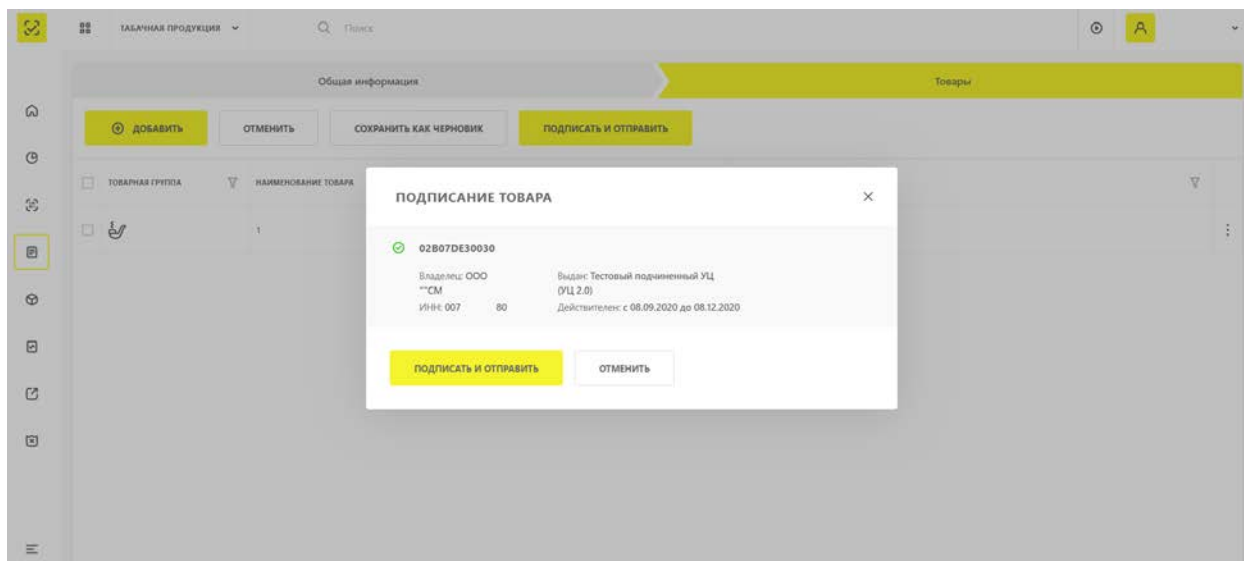 ТАБАЧНАЯ ПРОДУКЦИЯ
Поиск
Общая информация
Товары
ДОБАВИТЬ
ОТМЕНИТЬ
СОХРАНИТЬ КАК ЧЕРНОВИК
ПОДПИСАТЬ И ОТПРАВИТЬ
ТОВАРНАЯ ГРУППА
НАИМЕНОВАНИЕ ТОВАРА
1
ПОДПИСАНИЕ ТОВАРА
02B07DE30030
Владелец: ООО
""СМ
ИНН: 007 80
Выдан: Тестовый подчиненный УЦ
(УЦ 2.0)
Действителен: с 08.09.2020 до 08.12.2020
ПОДПИСАТЬ И ОТПРАВИТЬ
ОТМЕНИТЬ